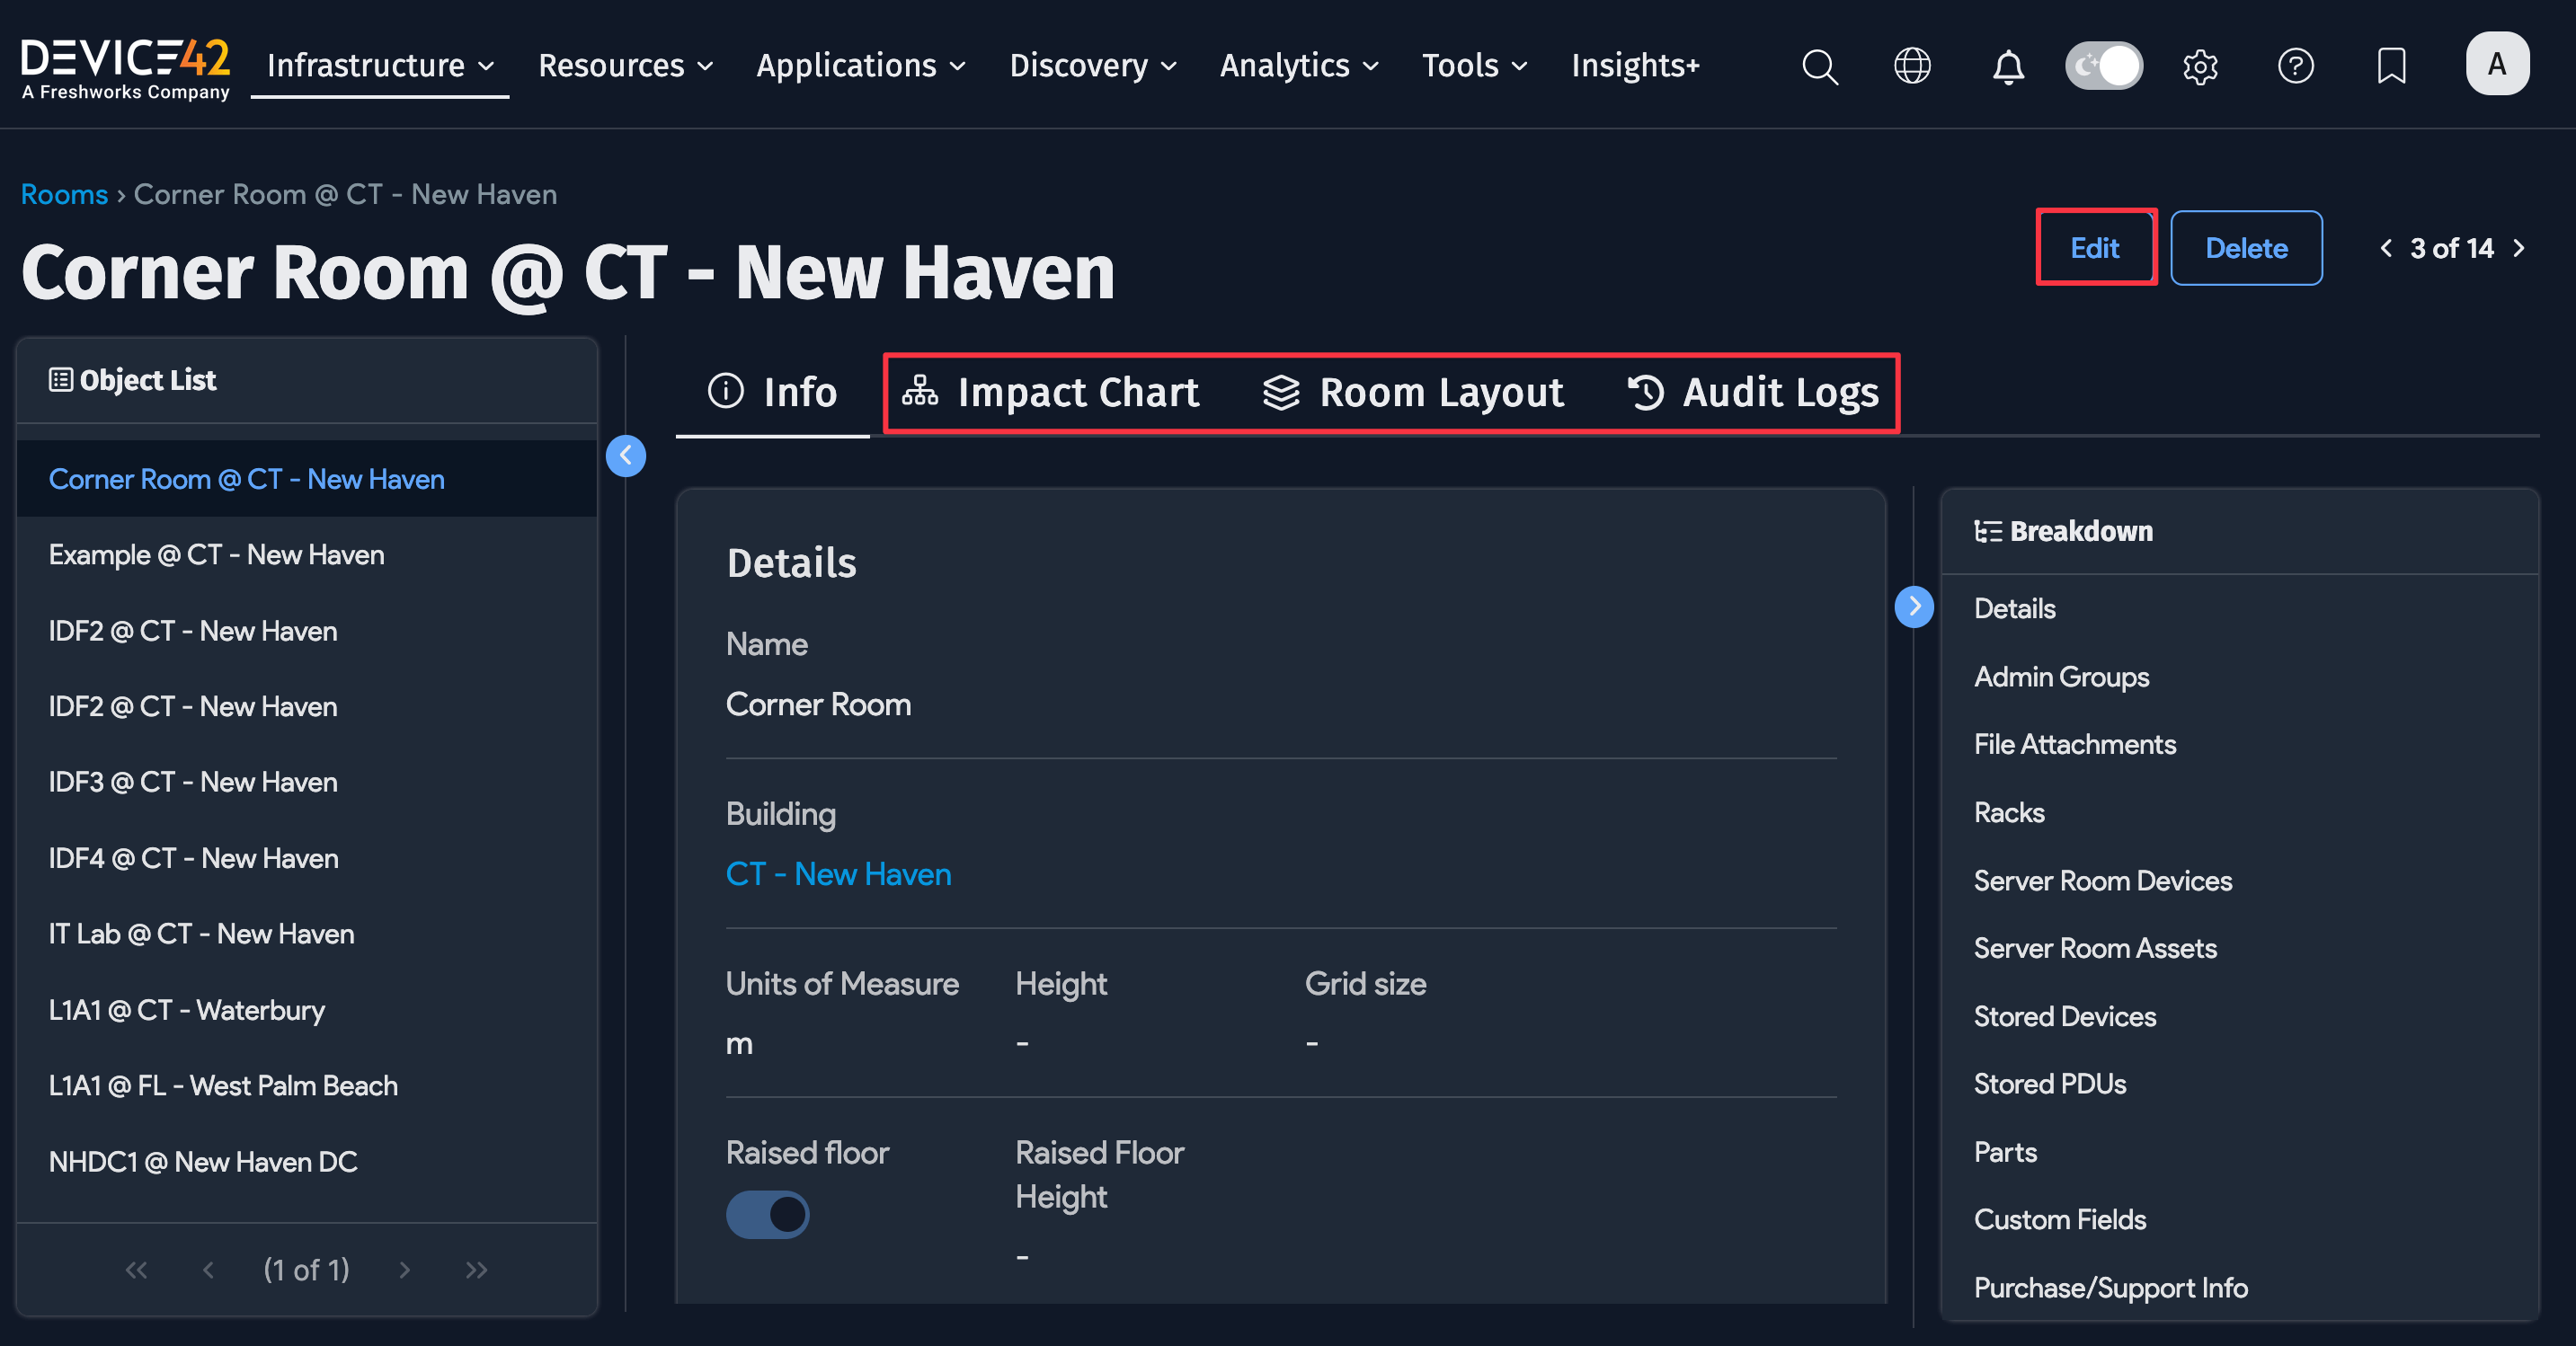 DEVICE42
A Freshworks Company
Infrastructure
Resources
Applications
Discovery
Analytics
Tools
Insights+
A
Rooms › Corner Room @ CT - New Haven
Corner Room @ CT - New Haven
Edit
Delete
3 of 14
Object List
Corner Room @ CT - New Haven
Example @ CT - New Haven
IDF2 @ CT - New Haven
IDF2 @ CT - New Haven
IDF3 @ CT - New Haven
IDF4 @ CT - New Haven
IT Lab @ CT - New Haven
L1A1 @ CT - Waterbury
L1A1 @ FL - West Palm Beach
NHDC1 @ New Haven DC
(1 of 1)
Info
Impact Chart
Room Layout
Audit Logs
Details
Name
Corner Room
Building
CT - New Haven
Units of Measure
m
Height
-
Grid size
-
Raised floor
Raised Floor
Height
-
Breakdown
Details
Admin Groups
File Attachments
Racks
Server Room Devices
Server Room Assets
Stored Devices
Stored PDUs
Parts
Custom Fields
Purchase/Support Info